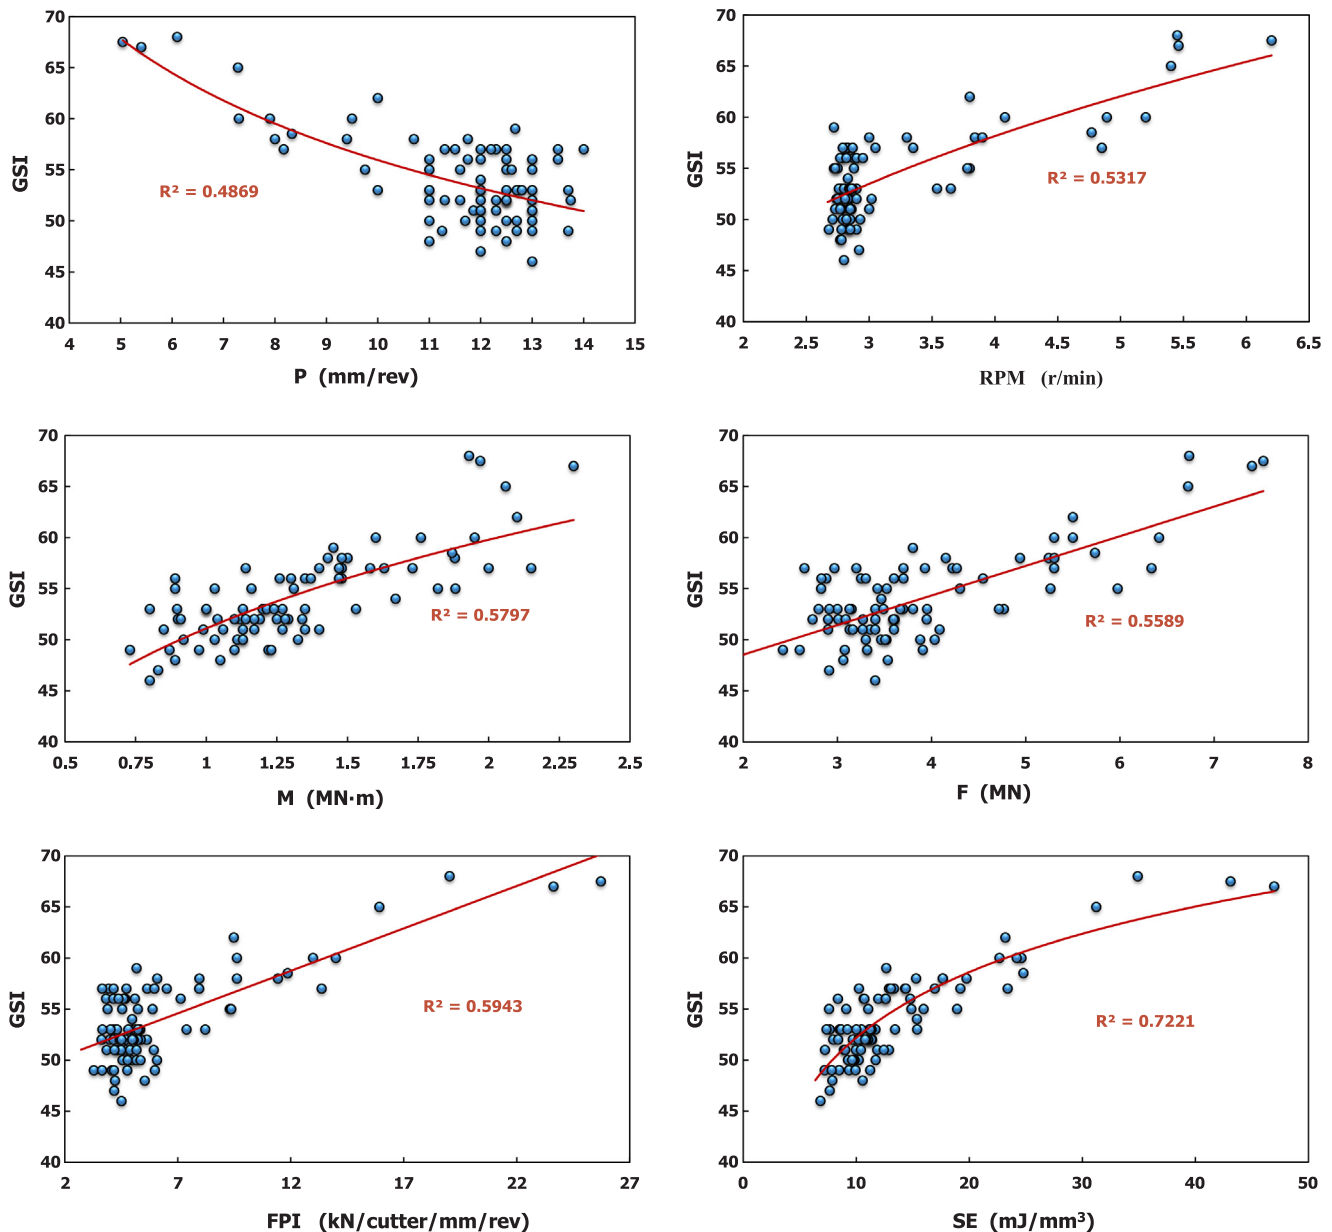 70
65
60
55
50
45
40
GSI
R² = 0.4869
4 5 6 7 8 9 10 11 12 13 14 15
P (mm/rev)
70
65
60
55
50
45
40
GSI
R² = 0.5317
2 2.5 3 3.5 4 4.5 5 5.5 6 6.5
RPM (r/min)
70
65
60
55
50
45
40
GSI
R² = 0.5797
0.5 0.75 1 1.25 1.5 1.75 2 2.25 2.5
M (MN·m)
70
65
60
55
50
45
40
GSI
R² = 0.5589
2 3 4 5 6 7 8
F (MN)
70
65
60
55
50
45
40
GSI
R² = 0.5943
2 7 12 17 22 27
FPI (kN/cutter/mm/rev)
70
65
60
55
50
45
40
GSI
R² = 0.7221
0 10 20 30 40 50
SE (mJ/mm³)